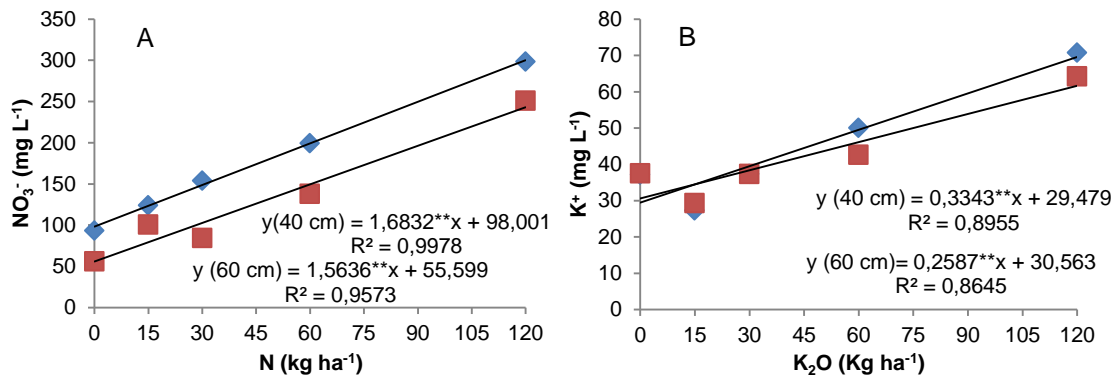 A
NO₃⁻ (mg L⁻¹)
350
300
250
200
150
100
50
0
y(40 cm) = 1,6832**x + 98,001
R² = 0,9978
y (60 cm) = 1,5636**x + 55,599
R² = 0,9573
0 15 30 45 60 75 90 105 120
N (kg ha⁻¹)
B
K⁺ (mg L⁻¹)
80
70
60
50
40
30
20
10
0
y (40 cm) = 0,3343**x + 29,479
R² = 0,8955
y (60 cm)= 0,2587**x + 30,563
R² = 0,8645
0 15 30 45 60 75 90 105 120
K₂O (Kg ha⁻¹)